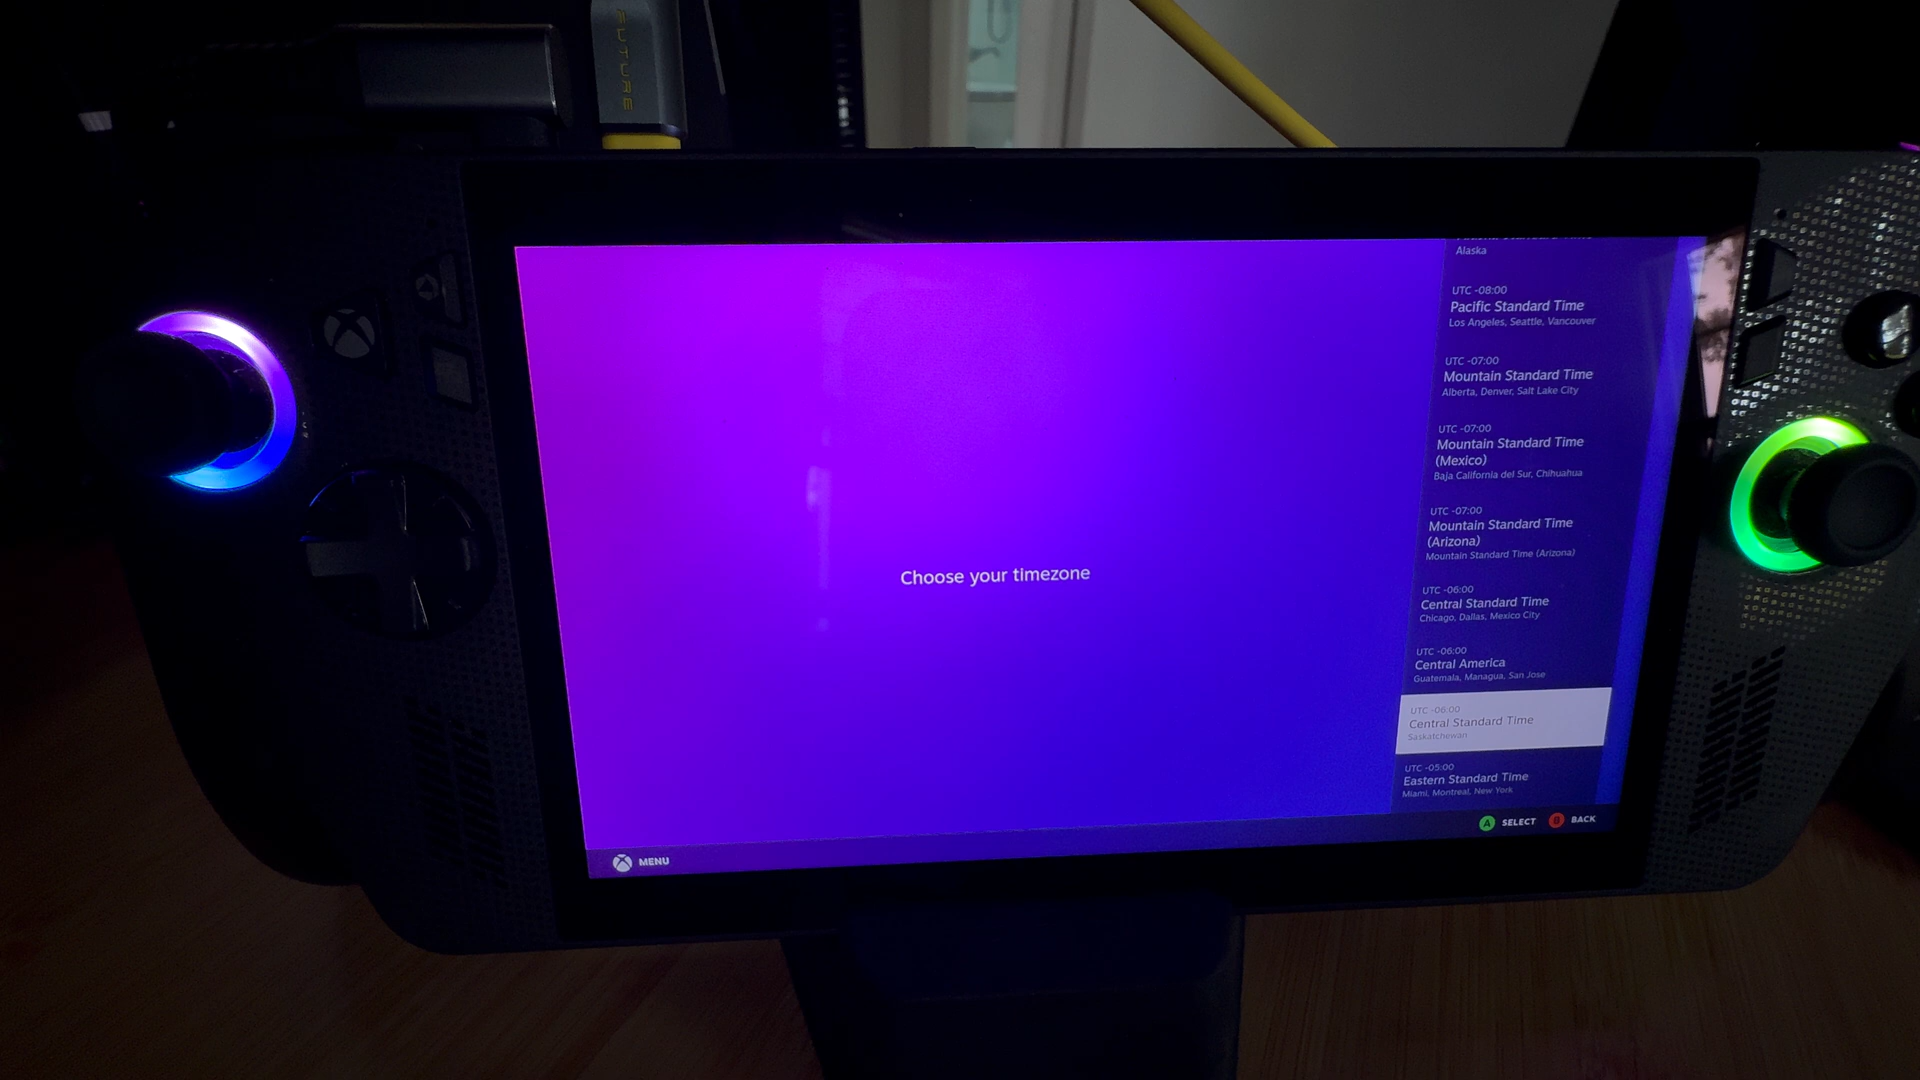 FUTURE
Alaska
UTC -08:00
Pacific Standard Time
Los Angeles, Seattle, Vancouver
UTC -07:00
Mountain Standard Time
Alberta, Denver, Salt Lake City
UTC -07:00
Mountain Standard Time
(Mexico)
Baja California del Sur, Chihuahua
UTC -07:00
Mountain Standard Time
(Arizona)
Mountain Standard Time (Arizona)
UTC -06:00
Central Standard Time
Chicago, Dallas, Mexico City
UTC -06:00
Central America
Guatemala, Managua, San Jose
UTC -06:00
Central Standard Time
Saskatchewan
UTC -05:00
Eastern Standard Time
Miami, Montreal, New York
Choose your timezone
MENU
A SELECT B BACK